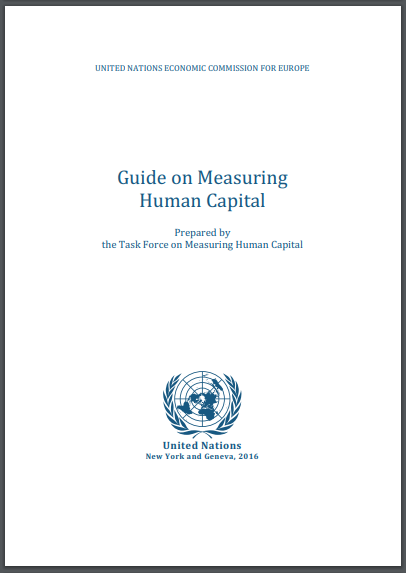 UNITED NATIONS ECONOMIC COMMISSION FOR EUROPE
Guide on Measuring
Human Capital
Prepared by
the Task Force on Measuring Human Capital
United Nations
New York and Geneva, 2016